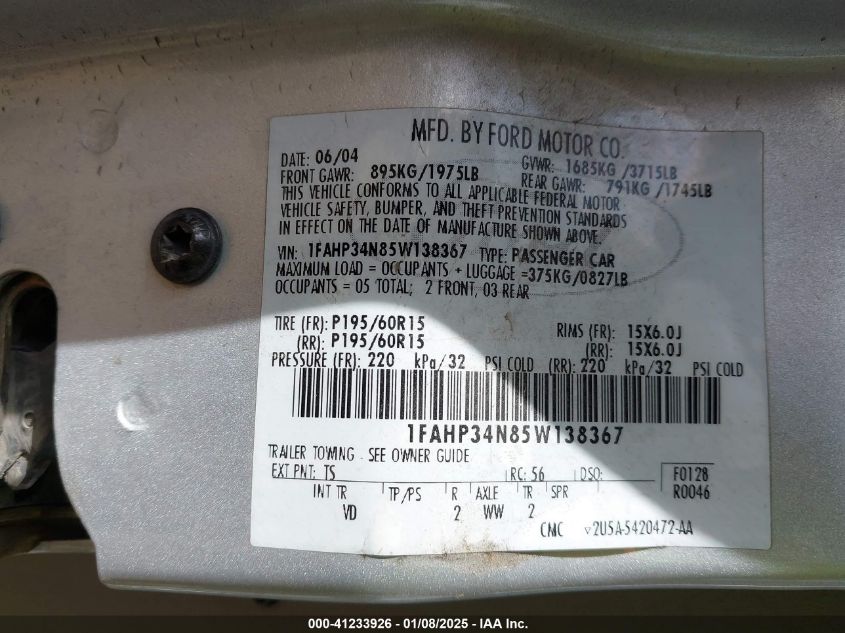 MFD. BY FORD MOTOR CO.
DATE: 06/04 GVWR: 1685KG /3715LB
FRONT GAWR: 895KG/1975LB REAR GAWR: 791KG /1745LB
THIS VEHICLE CONFORMS TO ALL APPLICABLE FEDERAL MOTOR
VEHICLE SAFETY, BUMPER, AND THEFT PREVENTION STANDARDS
IN EFFECT ON THE DATE OF MANUFACTURE SHOWN ABOVE.
VIN: 1FAHP34N85W138367 TYPE: PASSENGER CAR
MAXIMUM LOAD = OCCUPANTS + LUGGAGE =375KG/0827LB
OCCUPANTS = 05 TOTAL; 2 FRONT, 03 REAR
TIRE (FR): P195/60R15 RIMS (FR): 15X6.0J
(RR): P195/60R15 (RR): 15X6.0J
PRESSURE (FR): 220 kPa/32 PSI COLD (RR): 220 kPa/32 PSI COLD
1FAHP34N85W138367
TRAILER TOWING - SEE OWNER GUIDE
EXT PNT: TS RC: 56 DSO: F0128
INT TR TP/PS R AXLE TR SPR R0046
VD 2 WW 2
CMC ▿2U5A-5420472-AA
000-41233926 - 01/08/2025 - IAA Inc.